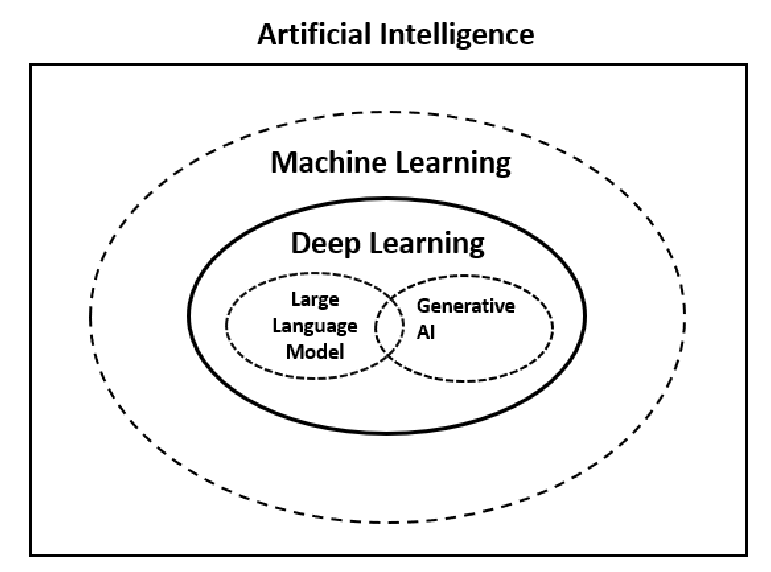 Artificial Intelligence
Machine Learning
Deep Learning
Large
Language
Model
Generative
AI